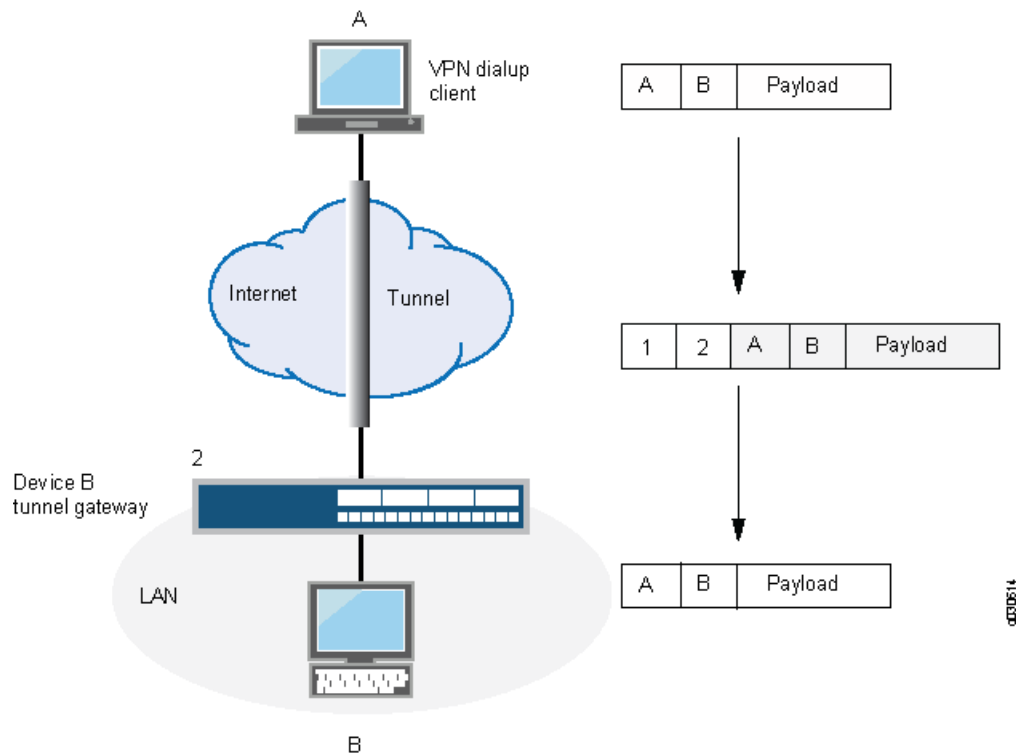 A
VPN dialup
client
A B Payload
Internet
Tunnel
1 2 A B Payload
2
Device B
tunnel gateway
LAN
A B Payload
B